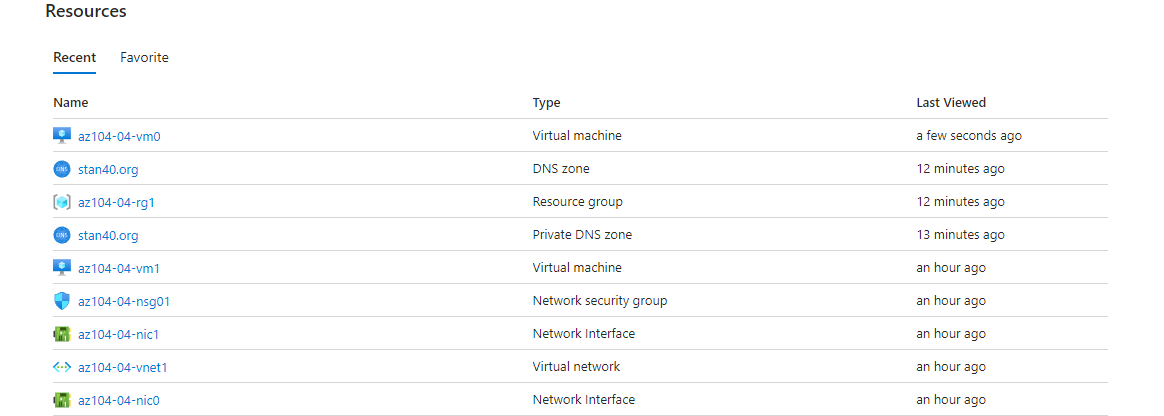 Resources
Recent Favorite
Name Type Last Viewed
az104-04-vm0 Virtual machine a few seconds ago
DNS stan40.org DNS zone 12 minutes ago
az104-04-rg1 Resource group 12 minutes ago
DNS stan40.org Private DNS zone 13 minutes ago
az104-04-vm1 Virtual machine an hour ago
az104-04-nsg01 Network security group an hour ago
az104-04-nic1 Network Interface an hour ago
az104-04-vnet1 Virtual network an hour ago
az104-04-nic0 Network Interface an hour ago